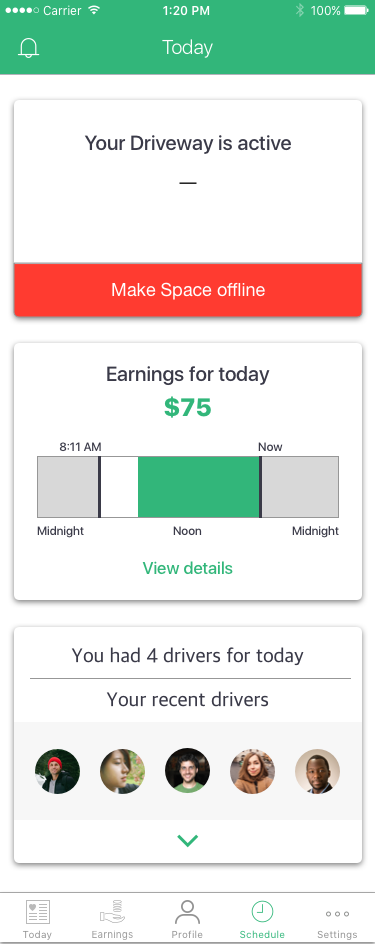 Carrier 1:20 PM 100%
Today
Your Driveway is active
—
Make Space offline
Earnings for today
$75
8:11 AM Now
Midnight Noon Midnight
View details
You had 4 drivers for today
Your recent drivers
Today Earnings Profile Schedule Settings